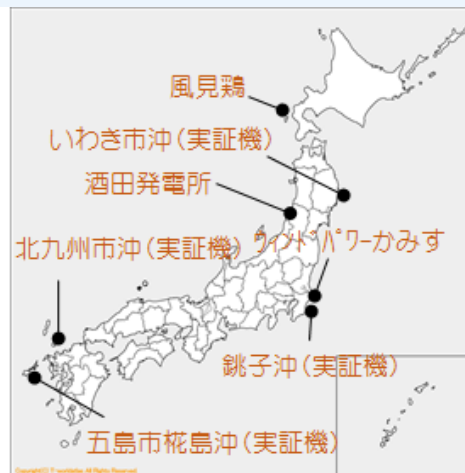 風見鶏
いわき市沖(実証機)
酒田発電所
北九州市沖(実証機)
ウィンドパワーかみす
銚子沖(実証機)
五島市椛島沖(実証機)